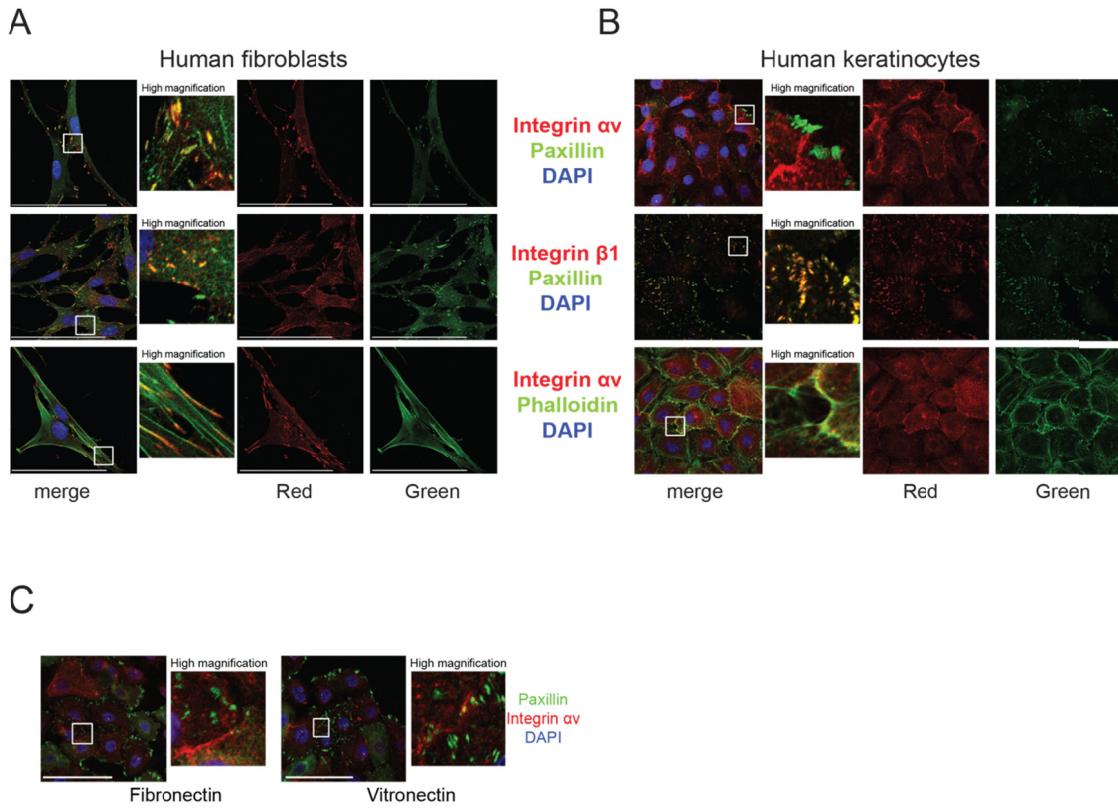 A
Human fibroblasts
High magnification
Integrin αv
Paxillin
DAPI
High magnification
Integrin β1
Paxillin
DAPI
High magnification
Integrin αv
Phalloidin
DAPI
merge
Red
Green
B
Human keratinocytes
High magnification
High magnification
High magnification
merge
Red
Green
C
High magnification
High magnification
Paxillin
Integrin αv
DAPI
Fibronectin
Vitronectin